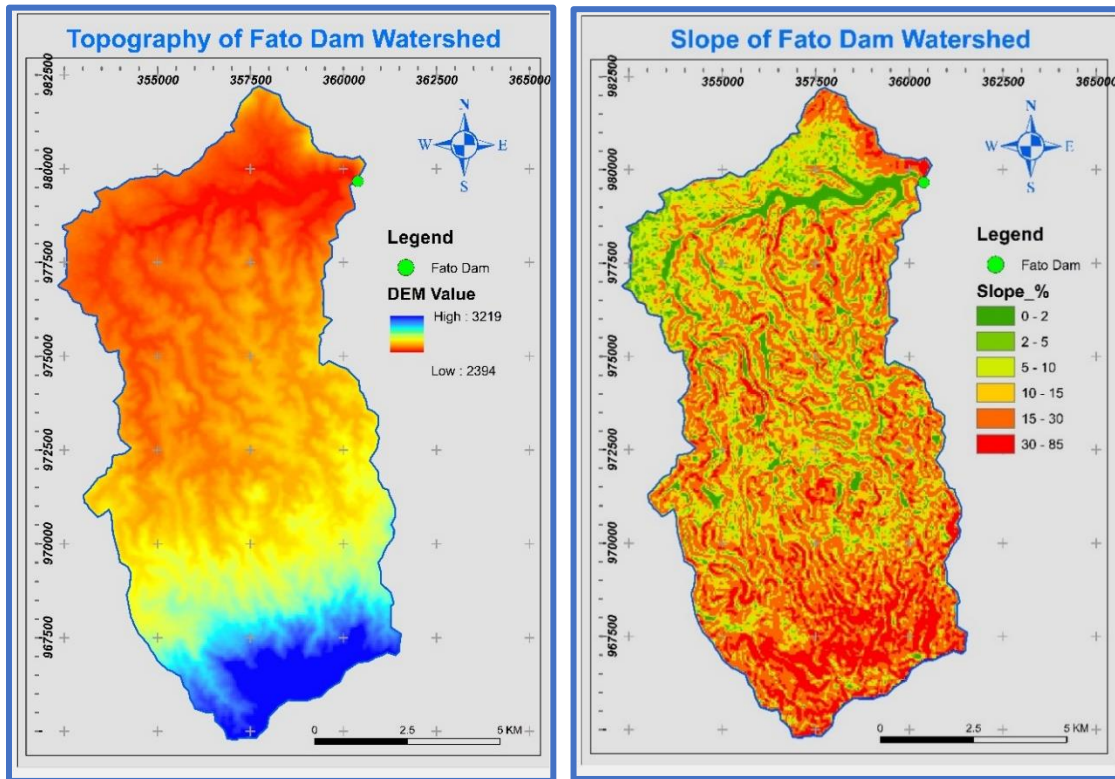 Topography of Fato Dam Watershed
355000 357500 360000 362500 365000
982500
980000
977500
975000
972500
970000
967500
N
W E
S
Legend
Fato Dam
DEM Value
High : 3219
Low : 2394
0 2.5 5 KM
Slope of Fato Dam Watershed
355000 357500 360000 362500 365000
982500
980000
977500
975000
972500
970000
967500
N
W E
S
Legend
Fato Dam
Slope_%
0 - 2
2 - 5
5 - 10
10 - 15
15 - 30
30 - 85
0 2.5 5 KM